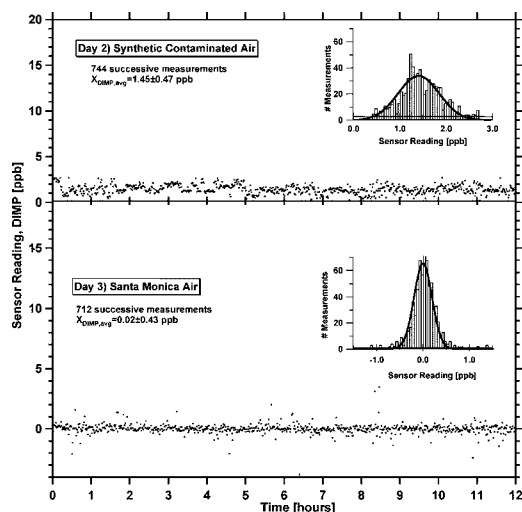 Sensor Reading, DIMP [ppb]
20
15
10
5
0
Day 2) Synthetic Contaminated Air
744 successive measurements
X_DIMP,avg=1.45±0.47 ppb
# Measurements
60
40
20
0
0.0 1.0 2.0 3.0
Sensor Reading [ppb]
15
10
5
0
Day 3) Santa Monica Air
712 successive measurements
X_DIMP,avg=0.02±0.43 ppb
# Measurements
60
40
20
0
-1.0 0.0 1.0
Sensor Reading [ppb]
0 1 2 3 4 5 6 7 8 9 10 11 12
Time [hours]